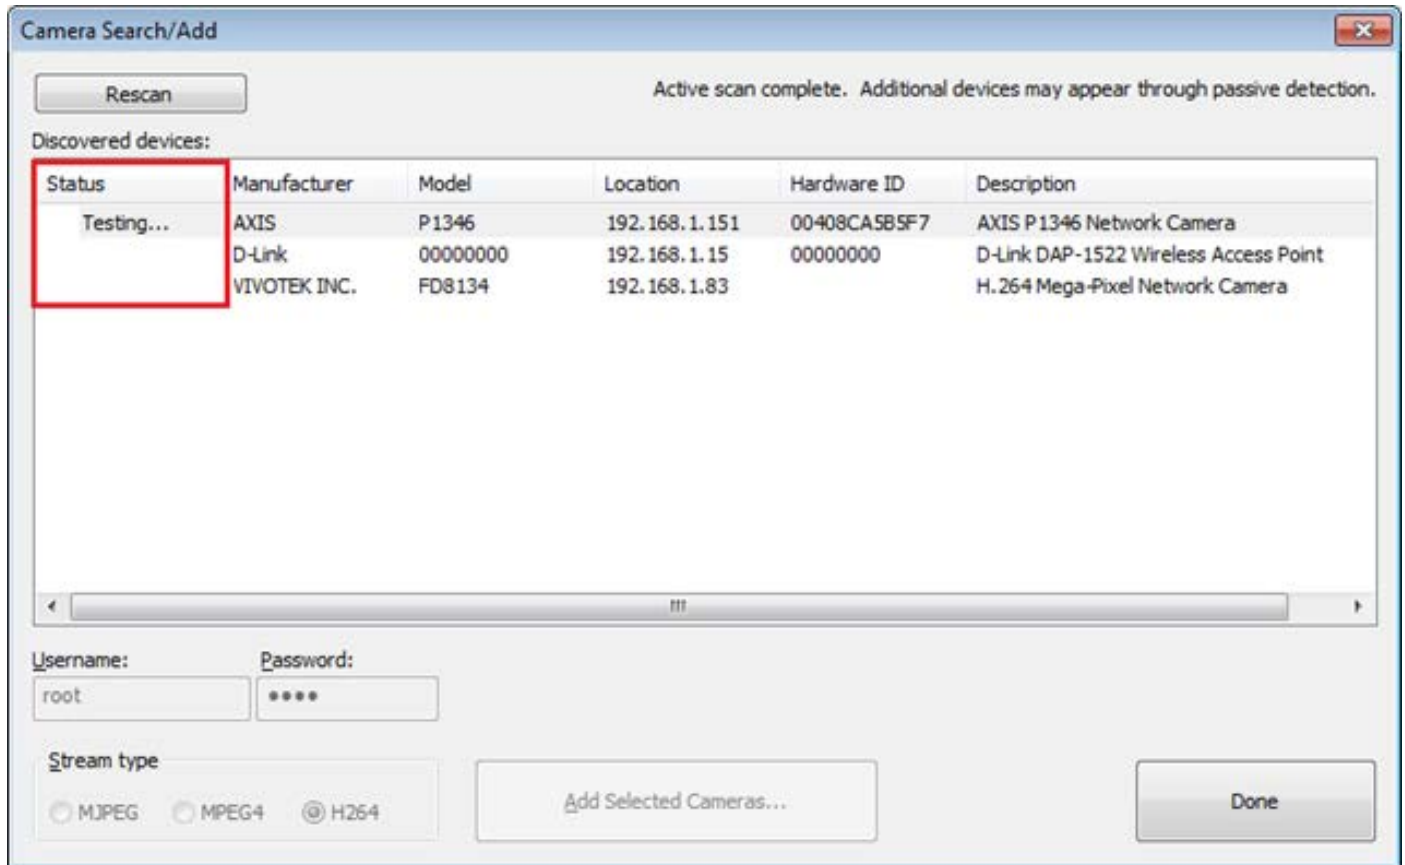 Camera Search/Add
Rescan
Active scan complete. Additional devices may appear through passive detection.
Discovered devices:
Status Manufacturer Model Location Hardware ID Description
Testing... AXIS P1346 192.168.1.151 00408CA5B5F7 AXIS P1346 Network Camera
D-Link 00000000 192.168.1.15 00000000 D-Link DAP-1522 Wireless Access Point
VIVOTEK INC. FD8134 192.168.1.83 H.264 Mega-Pixel Network Camera
Username: Password:
root ••••
Stream type
MJPEG MPEG4 H264
Add Selected Cameras...
Done